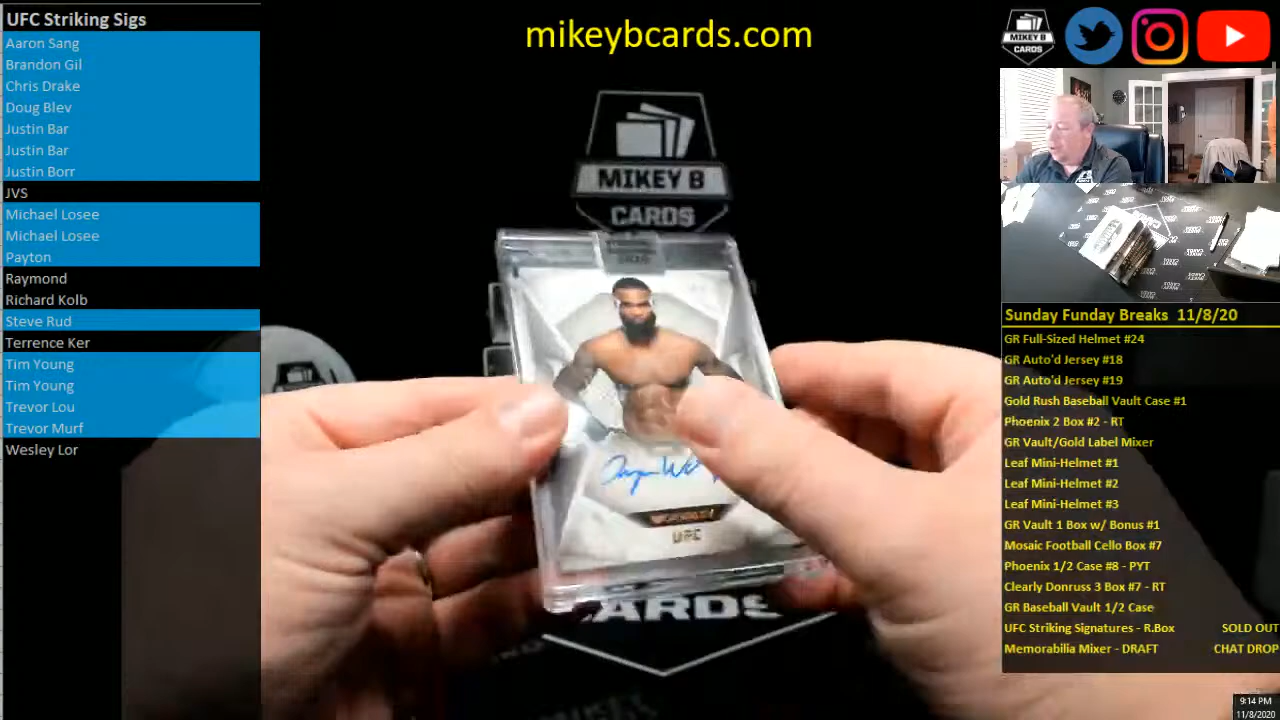 UFC Striking Sigs
Aaron Sang
Brandon Gil
Chris Drake
Doug Blev
Justin Bar
Justin Bar
Justin Borr
JVS
Michael Losee
Michael Losee
Payton
Raymond
Richard Kolb
Steve Rud
Terrence Ker
Tim Young
Tim Young
Trevor Lou
Trevor Murf
Wesley Lor
mikeybcards.com
MIKEY B
CARDS
WOODLEY
UFC
CARDS
MIKEY B
CARDS
Sunday Funday Breaks 11/8/20
GR Full-Sized Helmet #24
GR Auto'd Jersey #18
GR Auto'd Jersey #19
Gold Rush Baseball Vault Case #1
Phoenix 2 Box #2 - RT
GR Vault/Gold Label Mixer
Leaf Mini-Helmet #1
Leaf Mini-Helmet #2
Leaf Mini-Helmet #3
GR Vault 1 Box w/ Bonus #1
Mosaic Football Cello Box #7
Phoenix 1/2 Case #8 - PYT
Clearly Donruss 3 Box #7 - RT
GR Baseball Vault 1/2 Case
UFC Striking Signatures - R.Box SOLD OUT
Memorabilia Mixer - DRAFT CHAT DROP
9:14 PM
11/8/2020